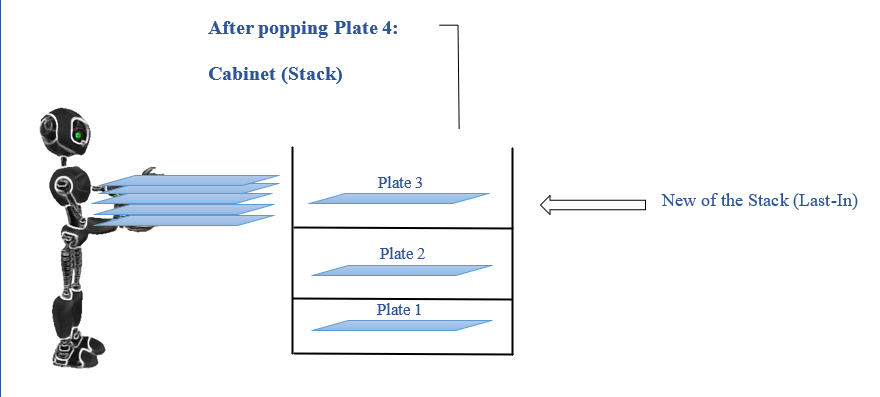 After popping Plate 4:
Cabinet (Stack)
Plate 3
New of the Stack (Last-In)
Plate 2
Plate 1